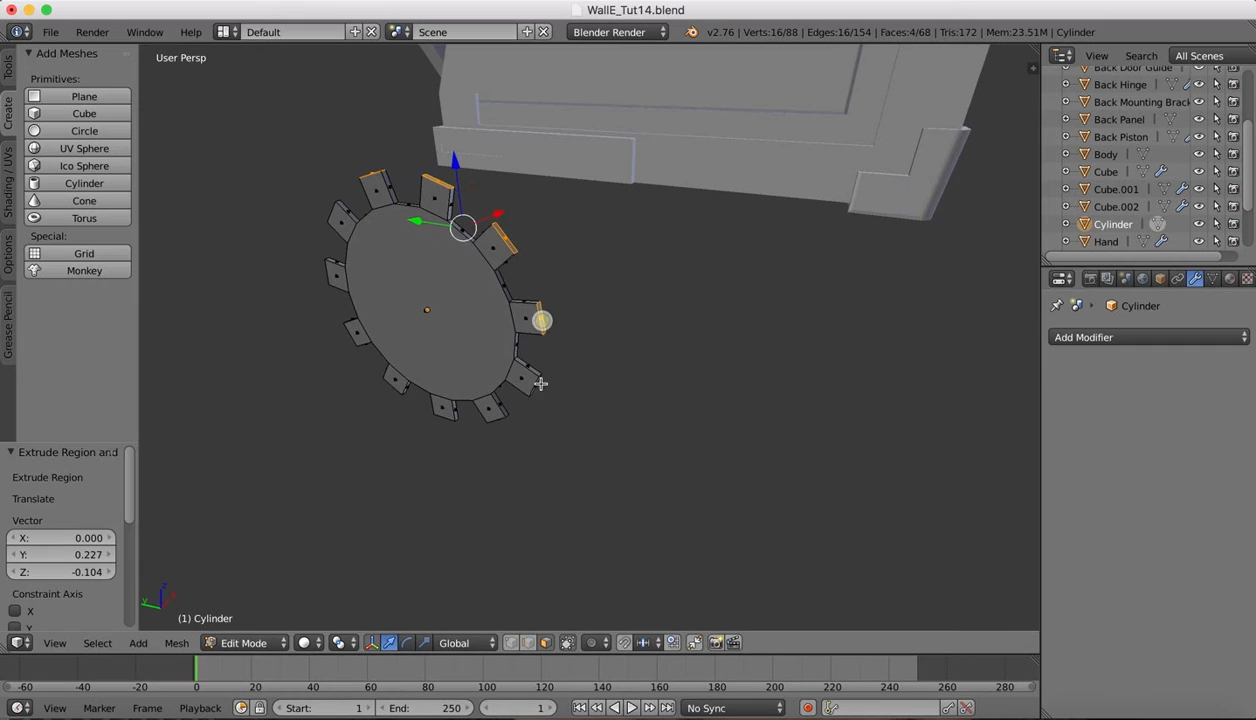 WallE_Tut14.blend
File Render Window Help Default Scene Blender Render v2.76 | Verts:16/88 | Edges:16/154 | Faces:4/68 | Tris:172 | Mem:23.51M | Cylinder
Tools
Create
Shading / UVs
Options
Grease Pencil
Add Meshes
Primitives:
Plane
Cube
Circle
UV Sphere
Ico Sphere
Cylinder
Cone
Torus
Special:
Grid
Monkey
Extrude Region and
Extrude Region
Translate
Vector
X: 0.000
Y: 0.227
Z: -0.104
Constraint Axis
X
User Persp
(1) Cylinder
View Search All Scenes
Back Door Guide
Back Hinge
Back Mounting Brack
Back Panel
Back Piston
Body
Cube
Cube.001
Cube.002
Cylinder
Hand
Cylinder
Add Modifier
View Select Add Mesh Edit Mode Global
-60 -40 -20 0 20 40 60 80 100 120 140 160 180 200 220 240 260 280
View Marker Frame Playback Start: 1 End: 250 1 No Sync